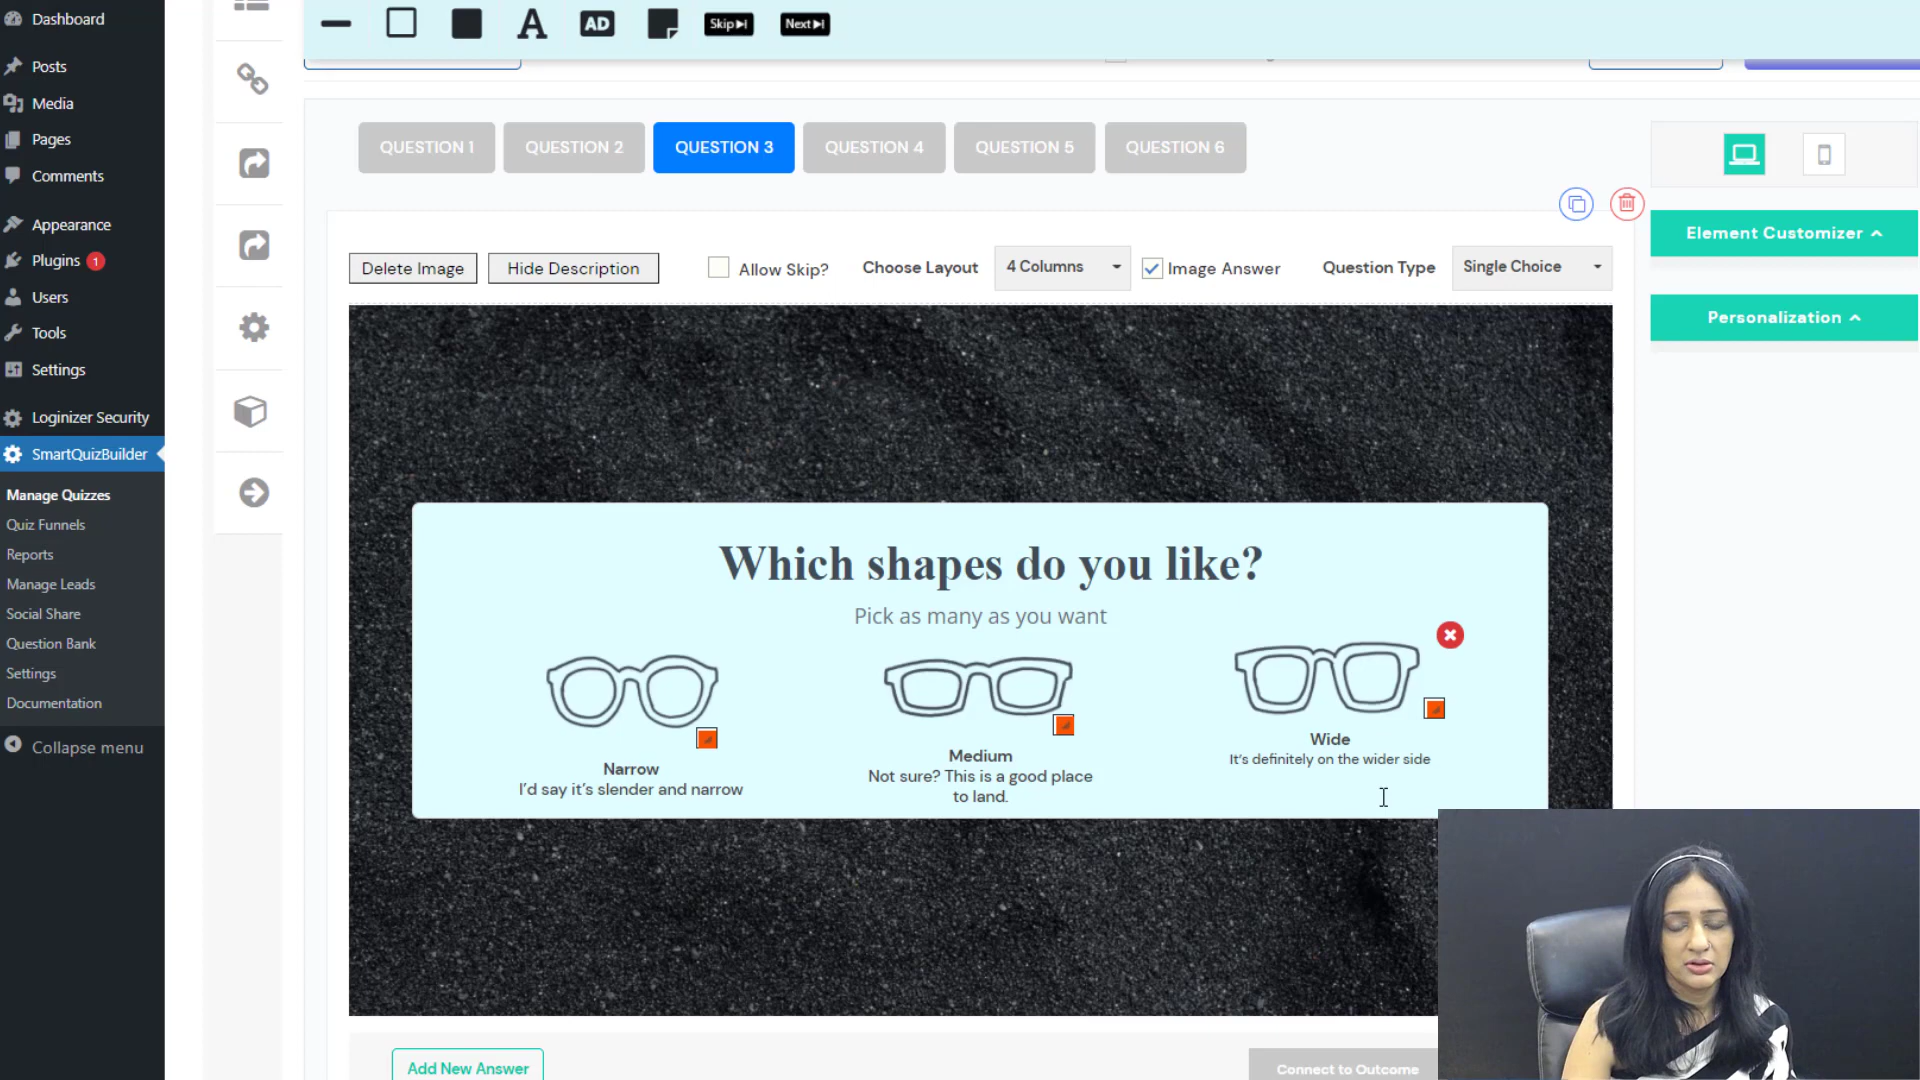 Dashboard
Posts
Media
Pages
Comments
Appearance
Plugins 1
Users
Tools
Settings
Loginizer Security
SmartQuizBuilder
Manage Quizzes
Quiz Funnels
Reports
Manage Leads
Social Share
Question Bank
Settings
Documentation
Collapse menu
A AD Skip Next
QUESTION 1 QUESTION 2 QUESTION 3 QUESTION 4 QUESTION 5 QUESTION 6
Delete Image Hide Description Allow Skip? Choose Layout 4 Columns Image Answer Question Type Single Choice
Element Customizer
Personalization
Which shapes do you like?
Pick as many as you want
Narrow
I'd say it's slender and narrow
Medium
Not sure? This is a good place
to land.
Wide
It's definitely on the wider side
Add New Answer
Connect to Outcome